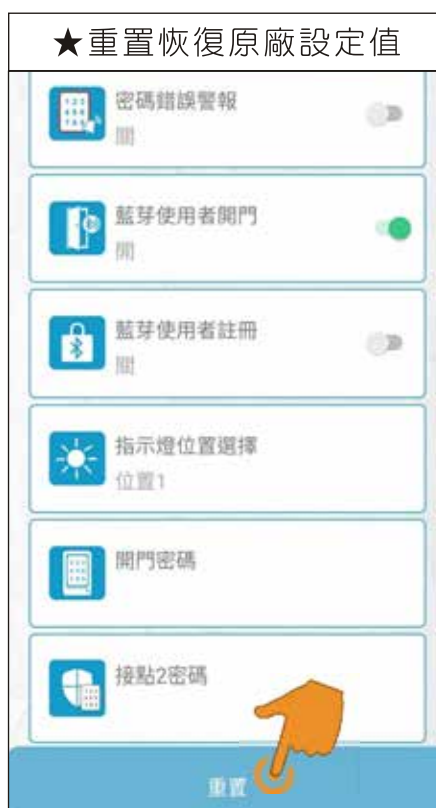 ★重置恢復原廠設定值
密碼錯誤警報
關
藍芽使用者開門
開
藍芽使用者註冊
關
指示燈位置選擇
位置1
開門密碼
接點2密碼
重置